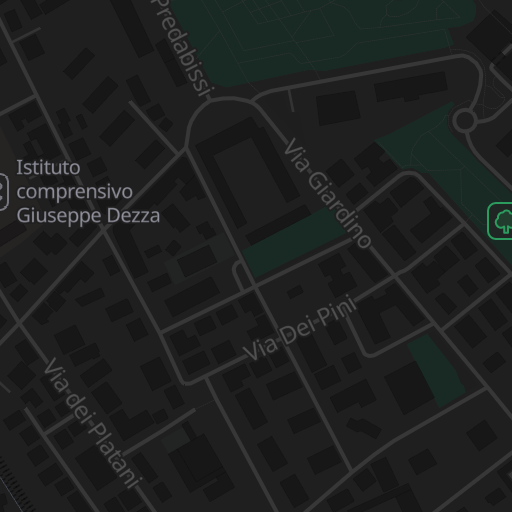 Predabissi
Istituto
comprensivo
Giuseppe Dezza
Via Giardino
Via Dei Pini
Via dei Platani